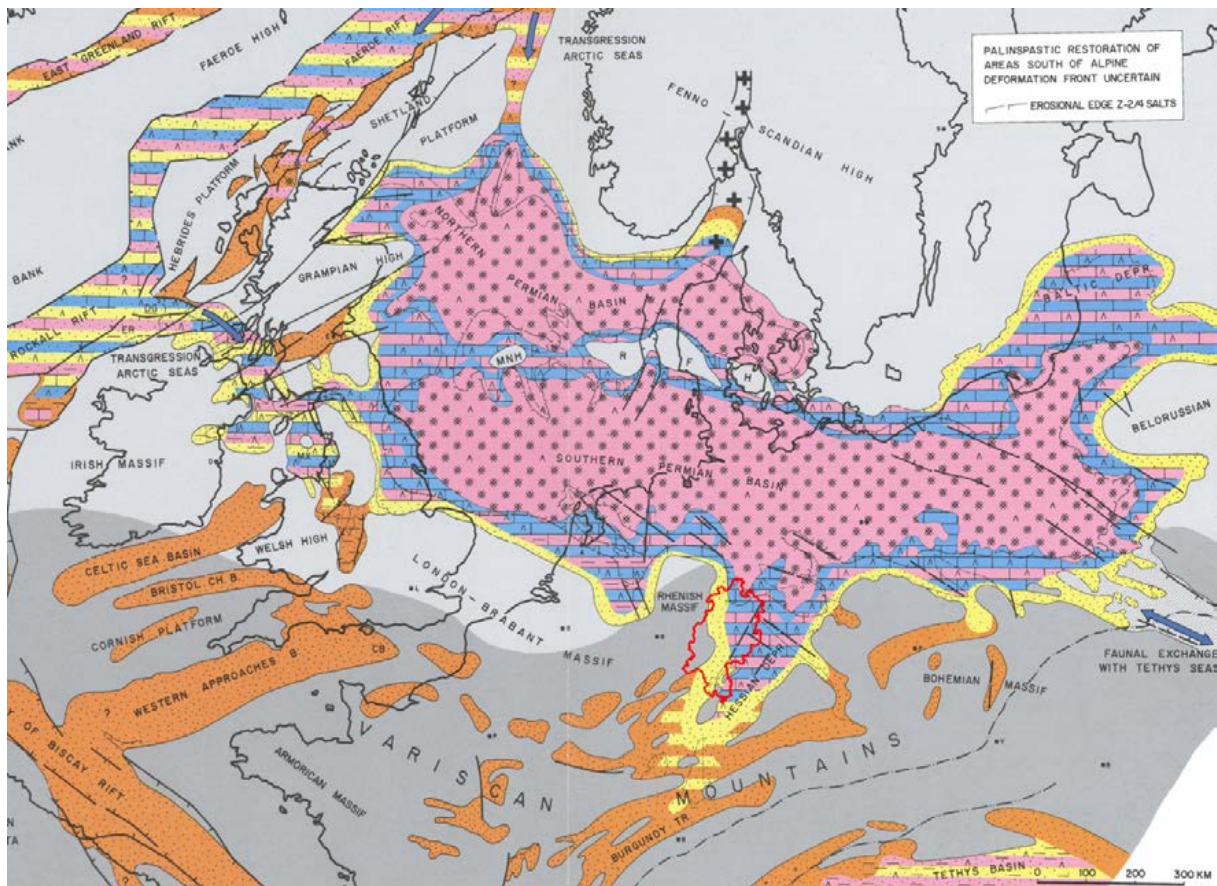 EAST GREENLAND RIFT
FAEROE HIGH
FAEROE RIFT
TRANSGRESSION
ARCTIC SEAS
PALINSPASTIC RESTORATION OF
AREAS SOUTH OF ALPINE
DEFORMATION FRONT UNCERTAIN
EROSIONAL EDGE Z-2/4 SALTS
BANK
SHETLAND
PLATFORM
FENNO
SCANDIAN HIGH
HEBRIDES PLATFORM
BANK
GRAMPIAN HIGH
NORTHERN
PERMIAN
BASIN
BALTIC DEPR.
ROCKALL RIFT
TRANSGRESSION
ARCTIC SEAS
MNH
R
F
H
BELORUSSIAN
IRISH MASSIF
SOUTHERN
PERMIAN
BASIN
CELTIC SEA BASIN
WELSH HIGH
BRISTOL CH. B.
LONDON - BRABANT
MASSIF
RHENISH
MASSIF
CORNISH PLATFORM
HESSIAN DEPR.
FAUNAL EXCHANGE
WITH TETHYS SEAS
WESTERN APPROACHES B.
CB
BOHEMIAN
MASSIF
VARISCAN
MOUNTAINS
Y OF BISCAY RIFT
ARMORICAN MASSIF
BURGUNDY TR.
TETHYS BASIN
0 100 200 300 KM